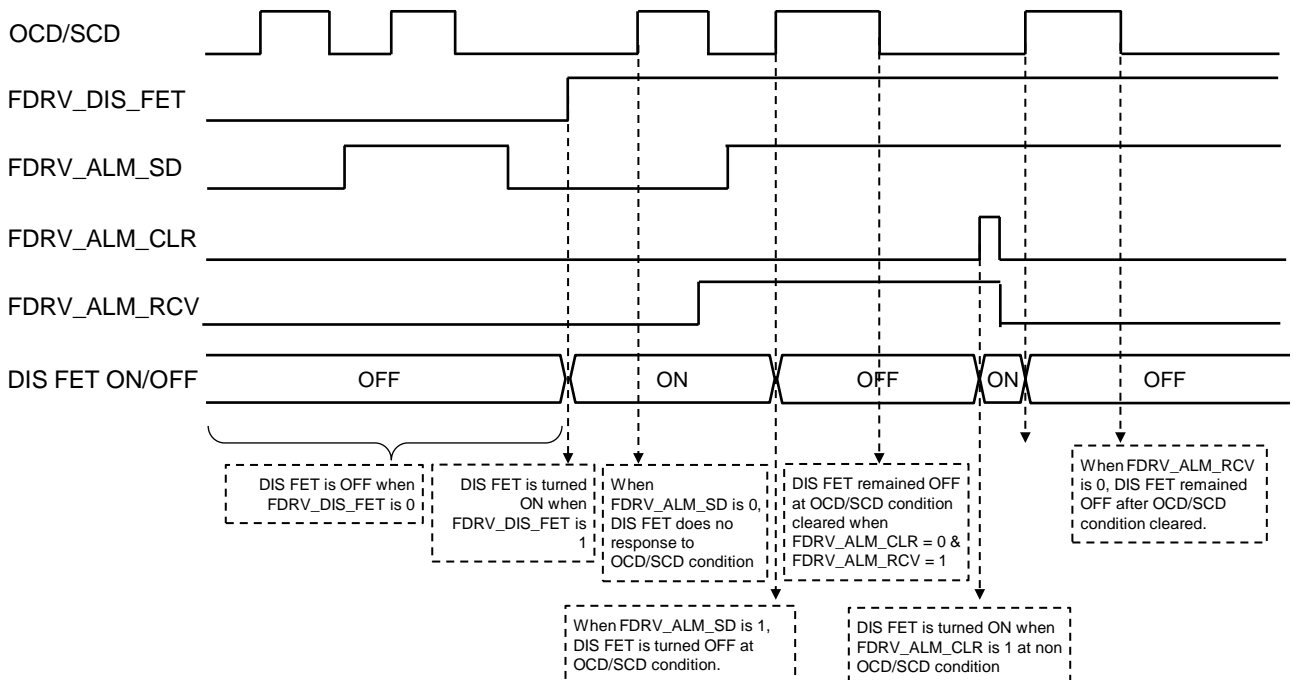 OCD/SCD
FDRV_DIS_FET
FDRV_ALM_SD
FDRV_ALM_CLR
FDRV_ALM_RCV
DIS FET ON/OFF
OFF
ON
OFF
ON
OFF
DIS FET is OFF when
FDRV_DIS_FET is 0
DIS FET is turned
ON when
FDRV_DIS_FET is
1
When
FDRV_ALM_SD is 0,
DIS FET does no
response to
OCD/SCD condition
DIS FET remained OFF
at OCD/SCD condition
cleared when
FDRV_ALM_CLR = 0 &
FDRV_ALM_RCV = 1
When FDRV_ALM_RCV
is 0, DIS FET remained
OFF after OCD/SCD
condition cleared.
When FDRV_ALM_SD is 1,
DIS FET is turned OFF at
OCD/SCD condition.
DIS FET is turned ON when
FDRV_ALM_CLR is 1 at non
OCD/SCD condition